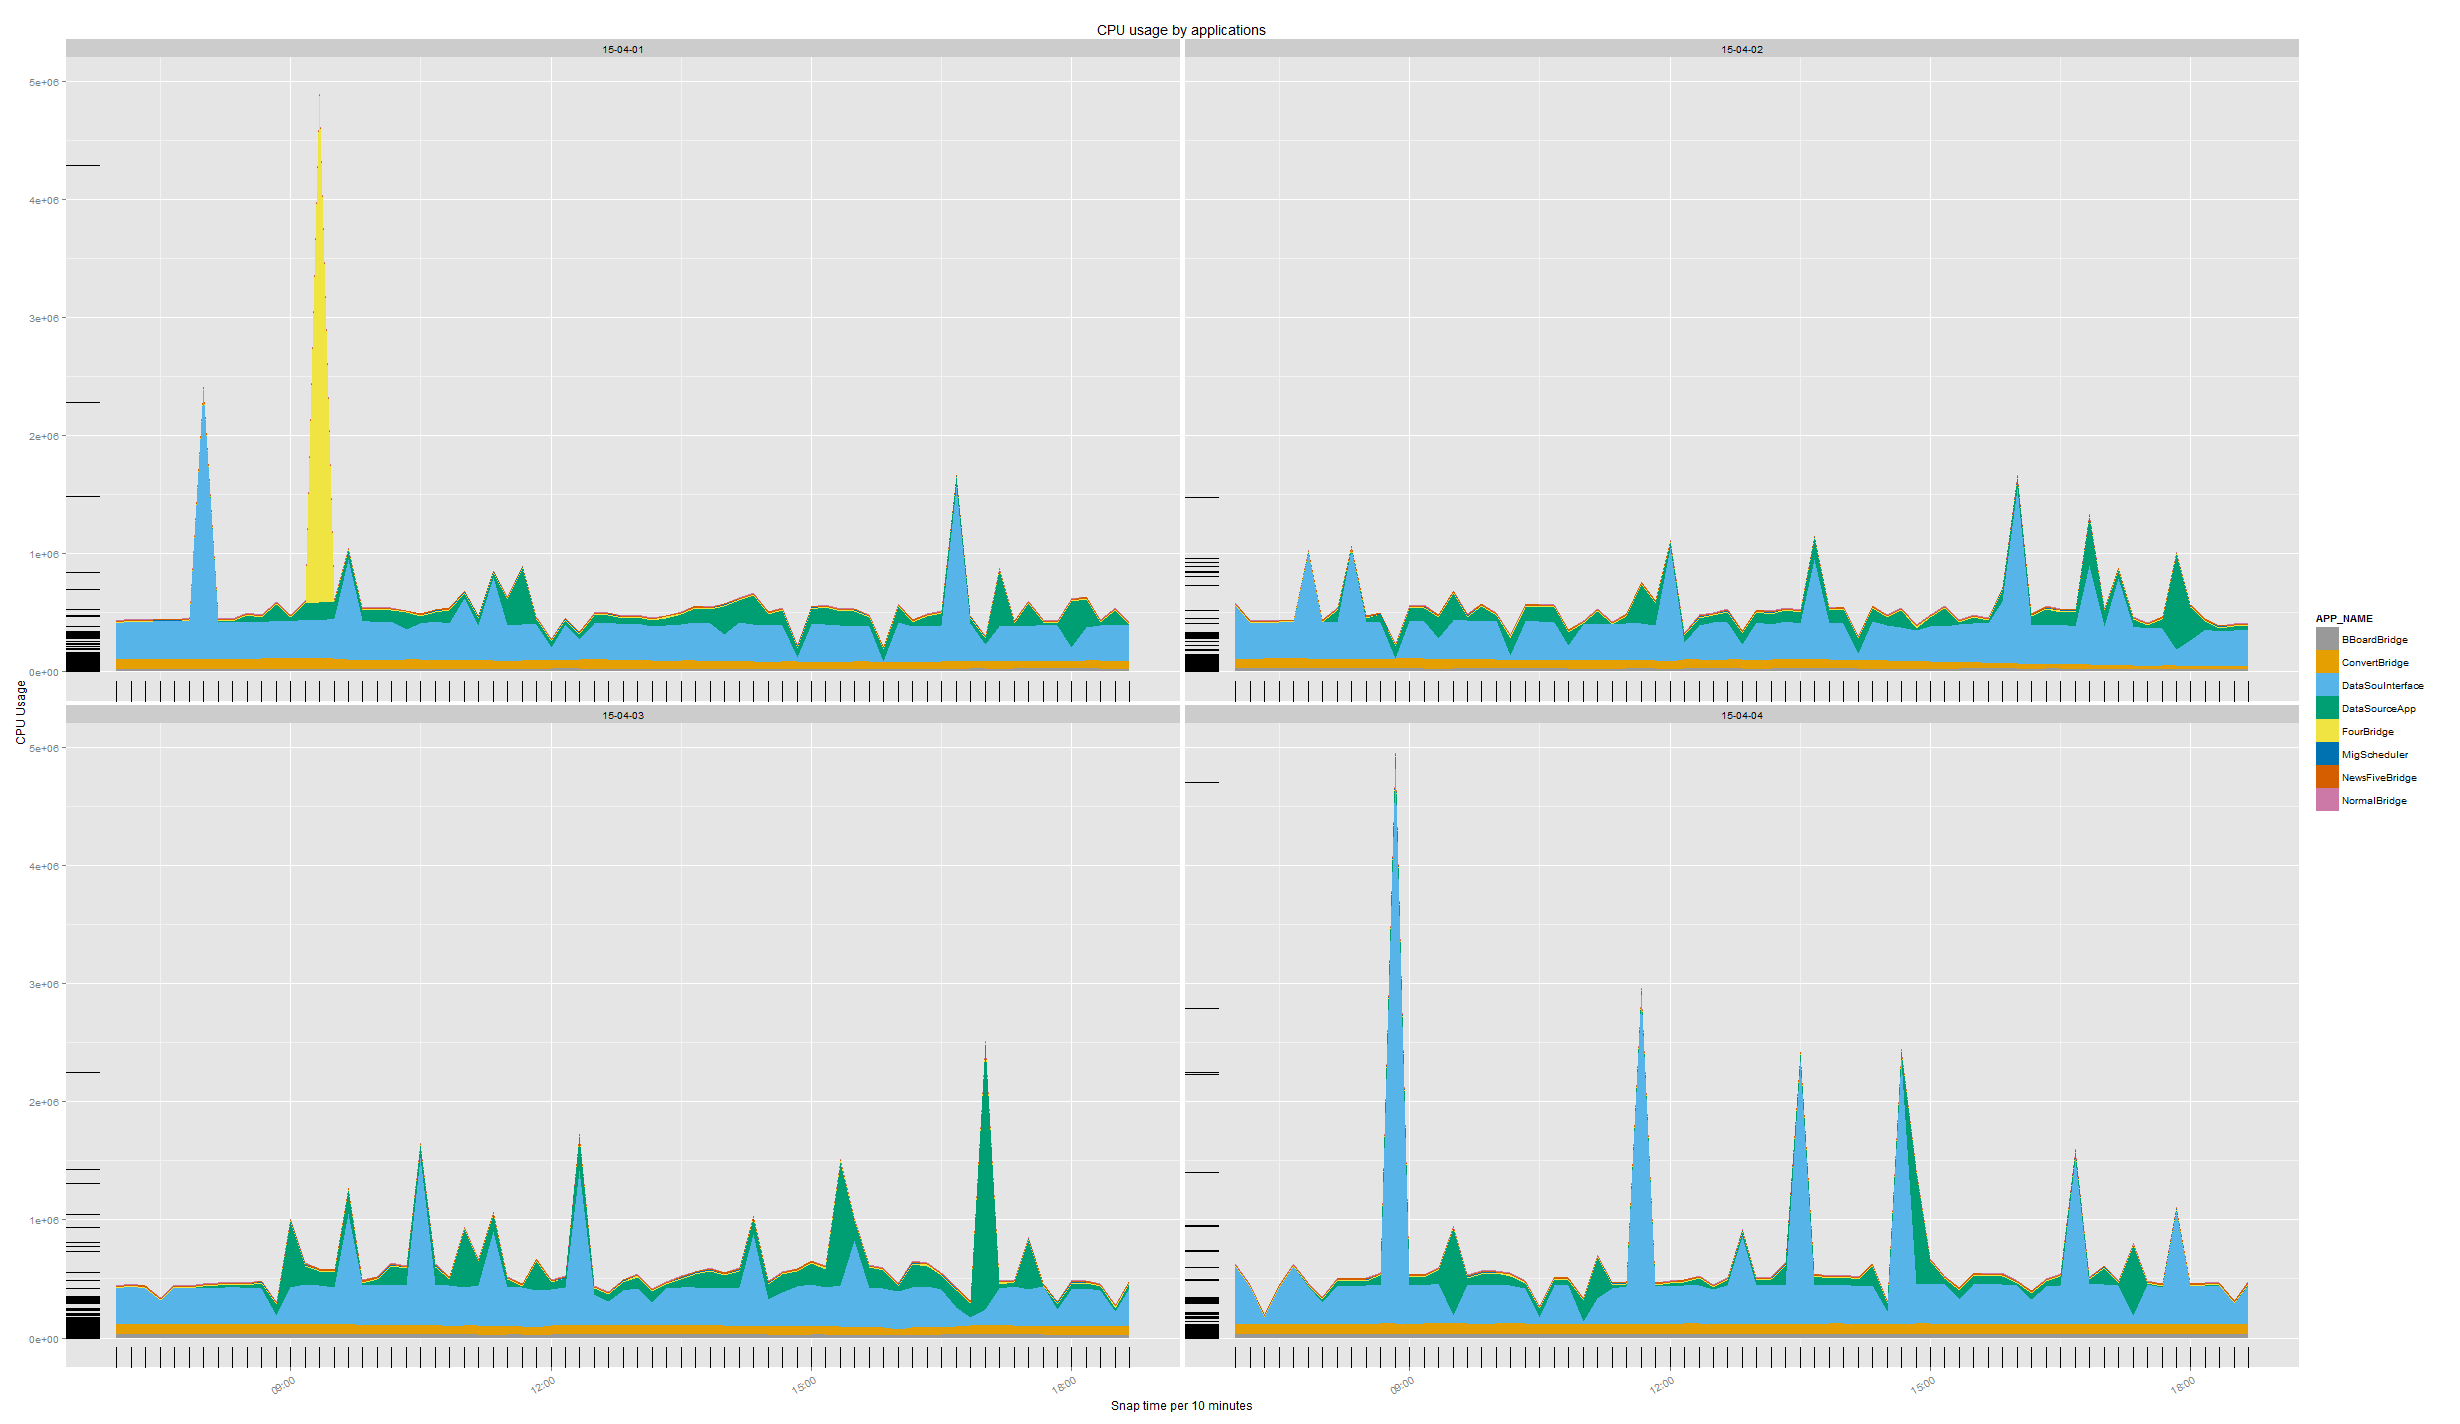 CPU usage by applications
15-04-01
15-04-02
5e+06
4e+06
3e+06
2e+06
1e+06
0e+00
15-04-03
15-04-04
5e+06
4e+06
3e+06
2e+06
1e+06
0e+00
CPU Usage
09:00
12:00
15:00
18:00
09:00
12:00
15:00
18:00
Snap time per 10 minutes
APP_NAME
BBoardBridge
ConvertBridge
DataSouInterface
DataSourceApp
FourBridge
MigScheduler
NewsFiveBridge
NormalBridge